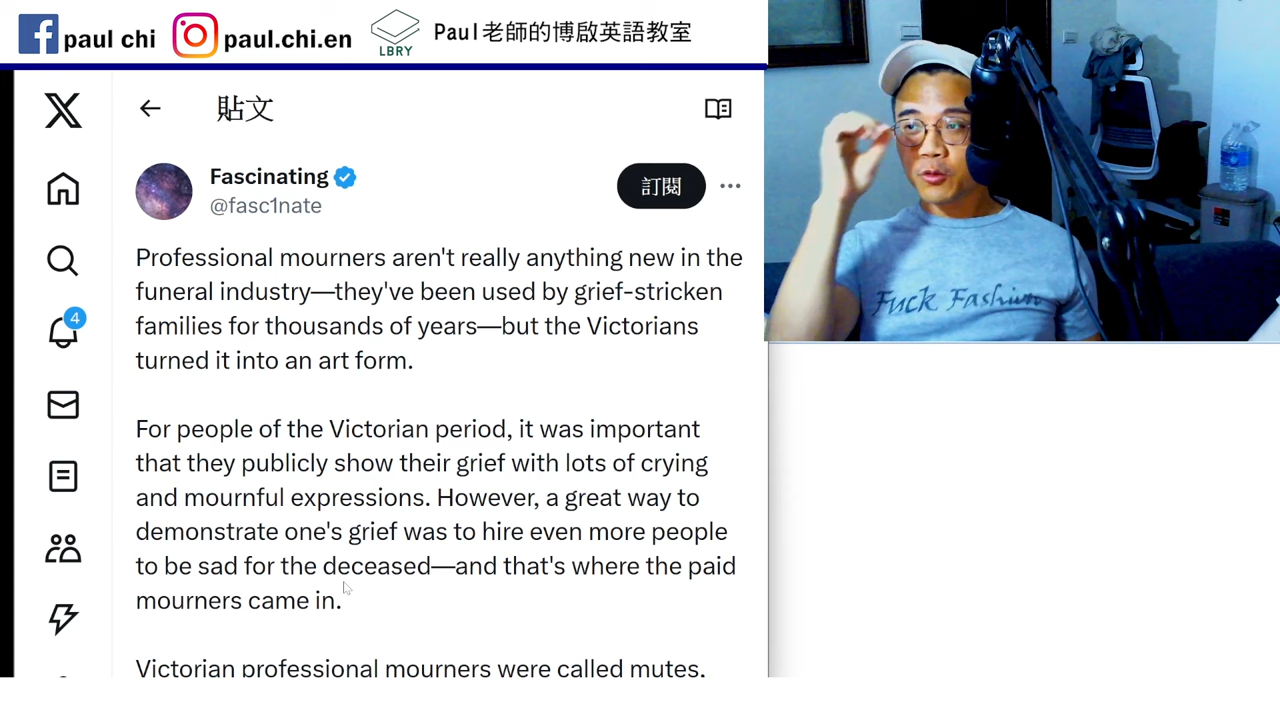 paul chi
paul.chi.en
LBRY
Paul老師的博啟英語教室
貼文
Fascinating
@fasc1nate
訂閱
4
Professional mourners aren't really anything new in the
funeral industry—they've been used by grief-stricken
families for thousands of years—but the Victorians
turned it into an art form.
For people of the Victorian period, it was important
that they publicly show their grief with lots of crying
and mournful expressions. However, a great way to
demonstrate one's grief was to hire even more people
to be sad for the deceased—and that's where the paid
mourners came in.
Victorian professional mourners were called mutes,
Fuck Fashion